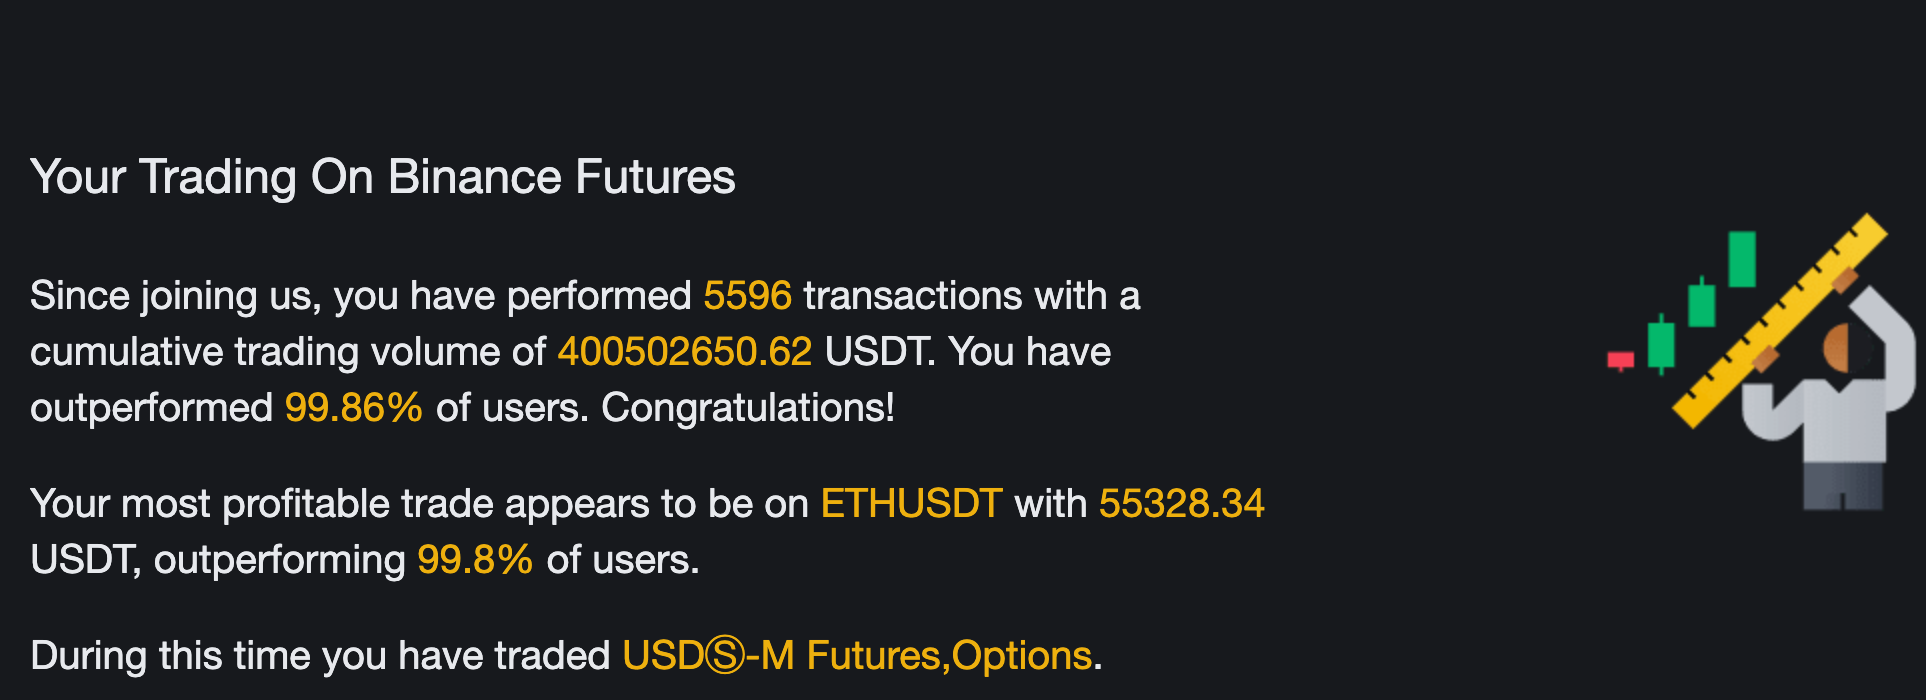 Your Trading On Binance Futures
Since joining us, you have performed 5596 transactions with a
cumulative trading volume of 400502650.62 USDT. You have
outperformed 99.86% of users. Congratulations!
Your most profitable trade appears to be on ETHUSDT with 55328.34
USDT, outperforming 99.8% of users.
During this time you have traded USDⓈ-M Futures,Options.